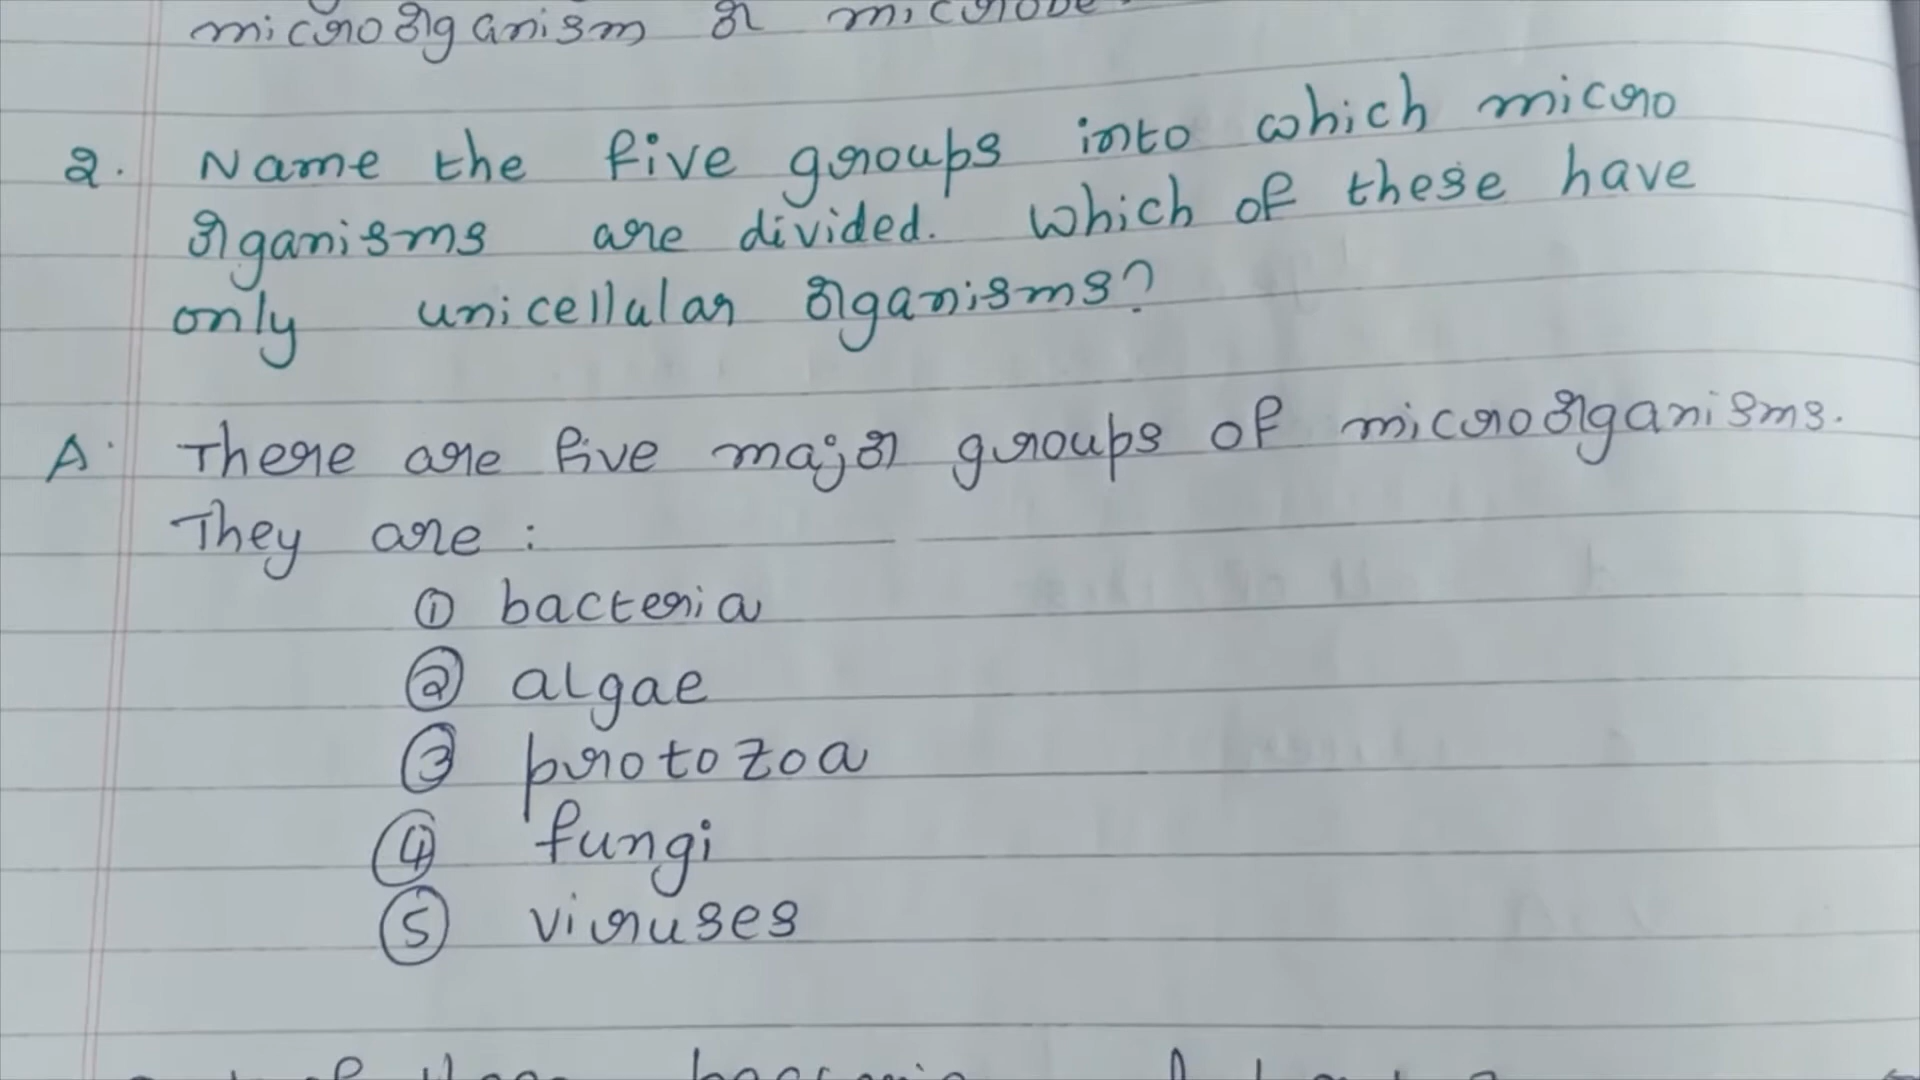 microorganism or microbe.
2. Name the five groups into which micro
organisms are divided. Which of these have
only unicellular organisms?
A. There are five major groups of microorganisms.
They are :
① bacteria
② algae
③ protozoa
④ fungi
⑤ viruses